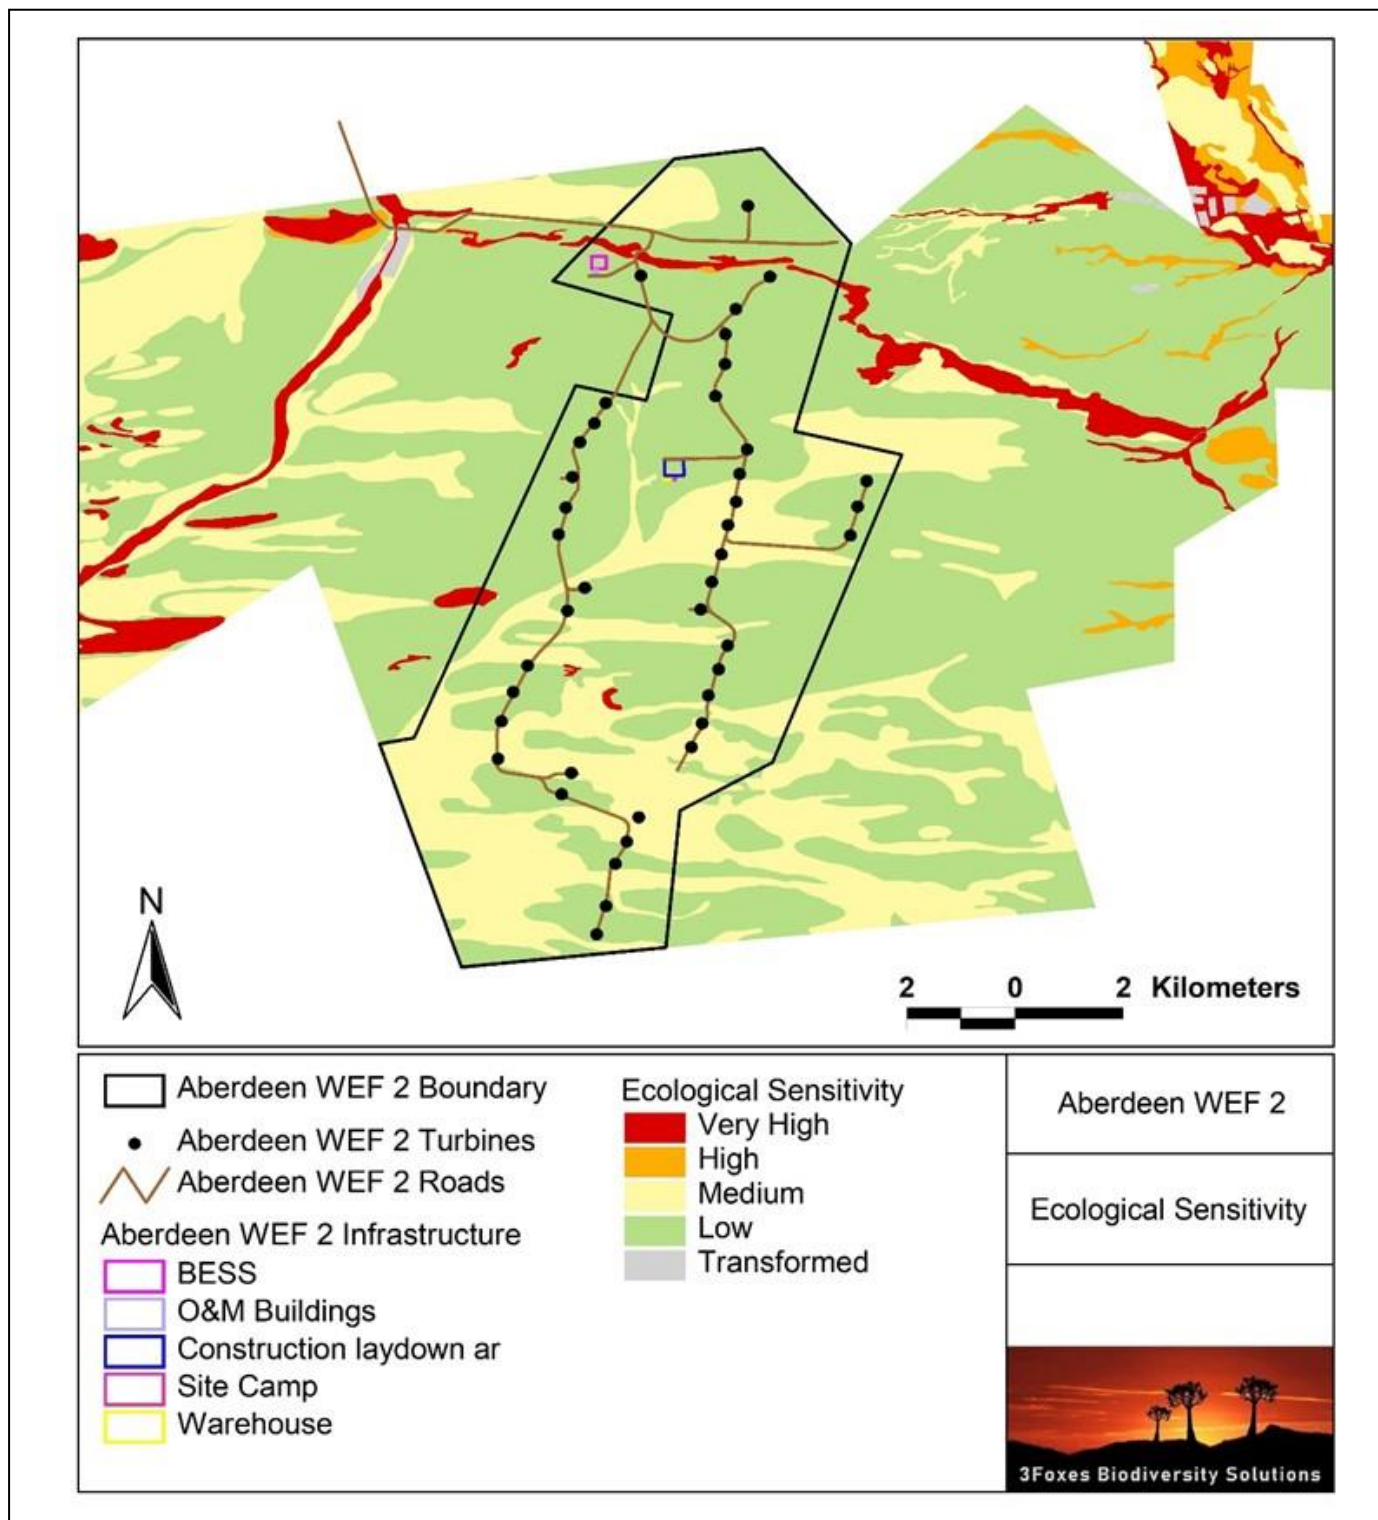 N
2 0 2 Kilometers
Aberdeen WEF 2 Boundary
Aberdeen WEF 2 Turbines
Aberdeen WEF 2 Roads
Aberdeen WEF 2 Infrastructure
BESS
O&M Buildings
Construction laydown ar
Site Camp
Warehouse
Ecological Sensitivity
Very High
High
Medium
Low
Transformed
Aberdeen WEF 2
Ecological Sensitivity
3Foxes Biodiversity Solutions